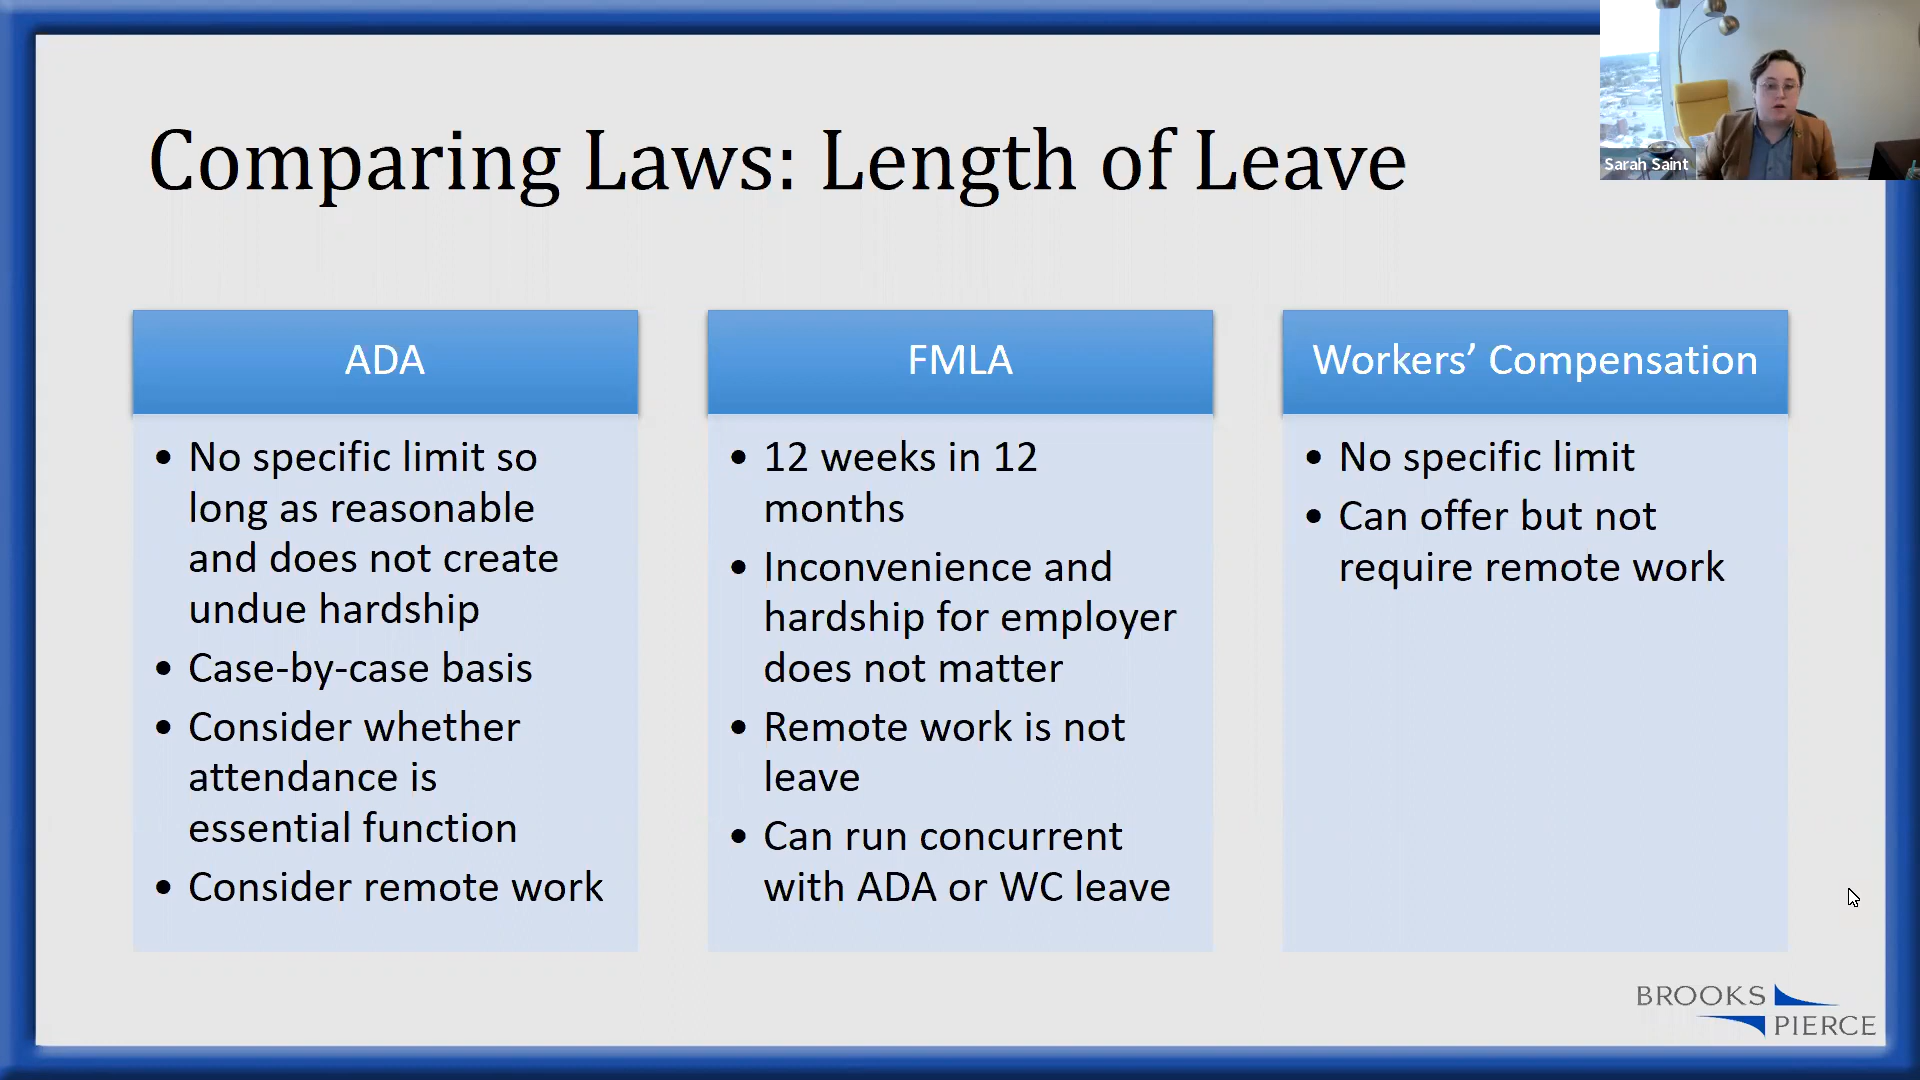 Comparing Laws: Length of Leave
Sarah Saint
ADA
• No specific limit so
long as reasonable
and does not create
undue hardship
• Case-by-case basis
• Consider whether
attendance is
essential function
• Consider remote work
FMLA
• 12 weeks in 12
months
• Inconvenience and
hardship for employer
does not matter
• Remote work is not
leave
• Can run concurrent
with ADA or WC leave
Workers’ Compensation
• No specific limit
• Can offer but not
require remote work
BROOKS
PIERCE